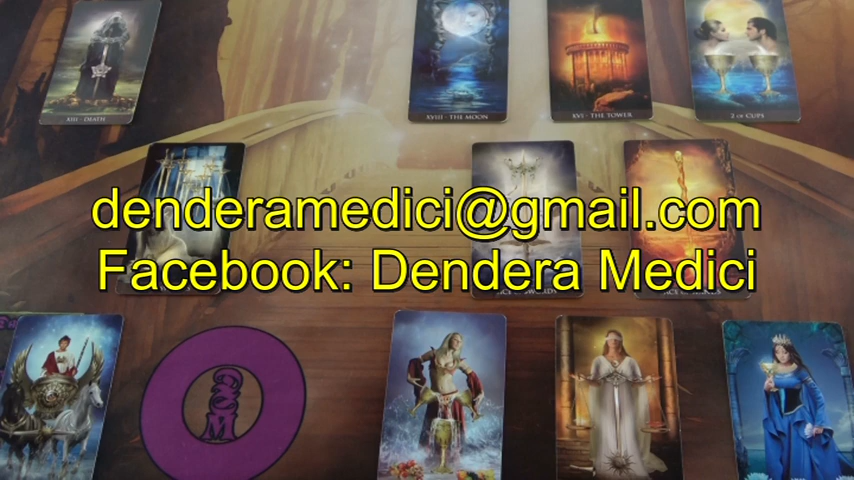 XIII - DEATH
XVIII - THE MOON
XVI - THE TOWER
2 OF CUPS
denderamedici@gmail.com
Facebook: Dendera Medici